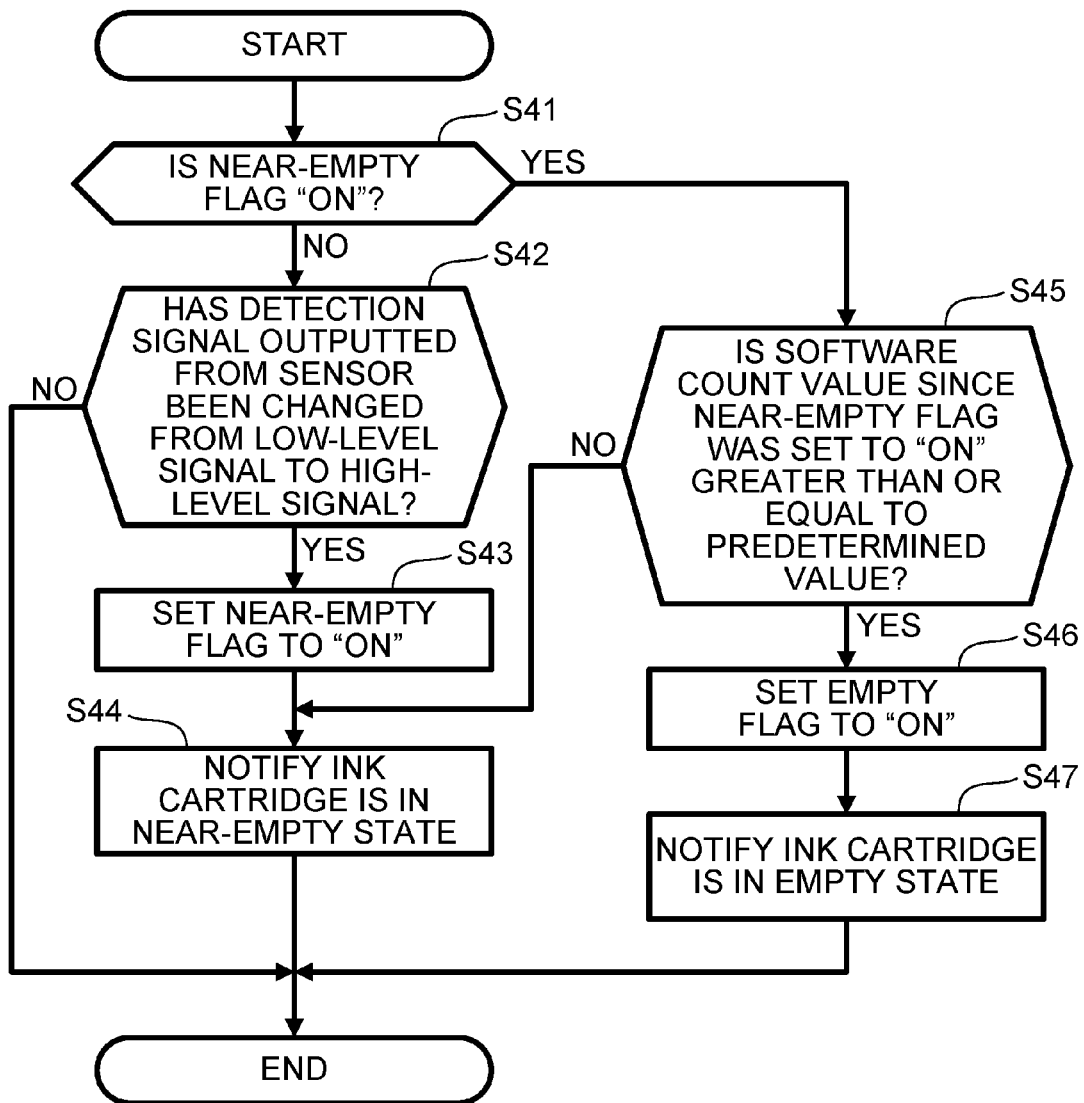 START
S41
IS NEAR-EMPTY
FLAG “ON”?
YES
NO
S42
HAS DETECTION
SIGNAL OUTPUTTED
FROM SENSOR
BEEN CHANGED
FROM LOW-LEVEL
SIGNAL TO HIGH-
LEVEL SIGNAL?
NO
YES
S43
SET NEAR-EMPTY
FLAG TO “ON”
S44
NOTIFY INK
CARTRIDGE IS IN
NEAR-EMPTY STATE
S45
IS SOFTWARE
COUNT VALUE SINCE
NEAR-EMPTY FLAG
WAS SET TO “ON”
GREATER THAN OR
EQUAL TO
PREDETERMINED
VALUE?
NO
YES
S46
SET EMPTY
FLAG TO “ON”
S47
NOTIFY INK CARTRIDGE
IS IN EMPTY STATE
END